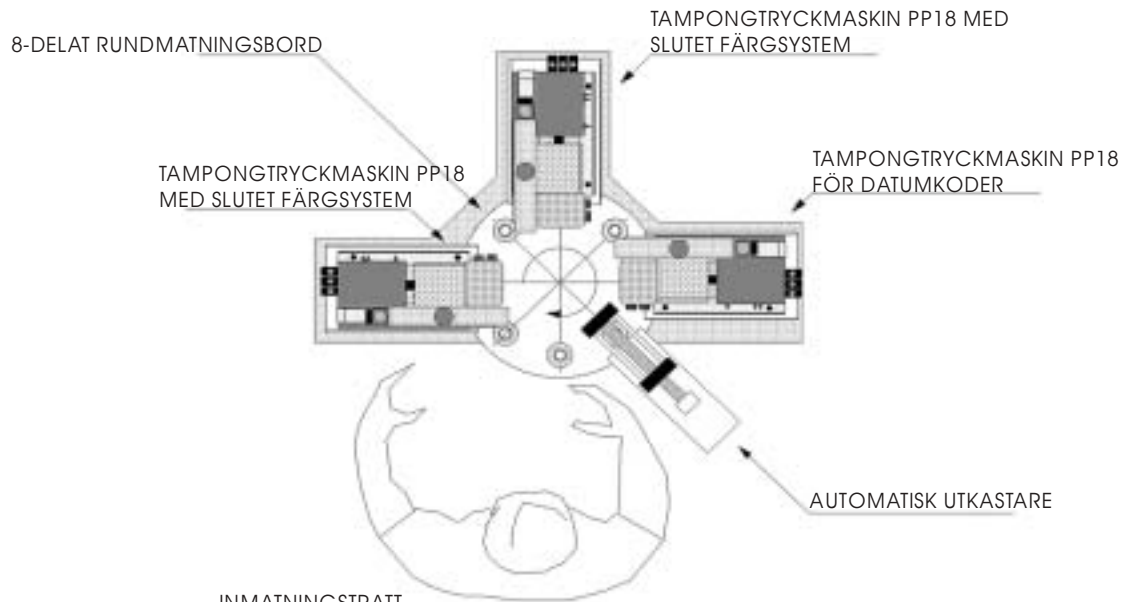 TAMPONGTRYCKMASKIN PP18 MED
SLUTET FÄRGSYSTEM
8-DELAT RUNDMATNINGSBORD
TAMPONGTRYCKMASKIN PP18
MED SLUTET FÄRGSYSTEM
TAMPONGTRYCKMASKIN PP18
FÖR DATUMKODER
AUTOMATISK UTKASTARE
INMATNINGSTRATT